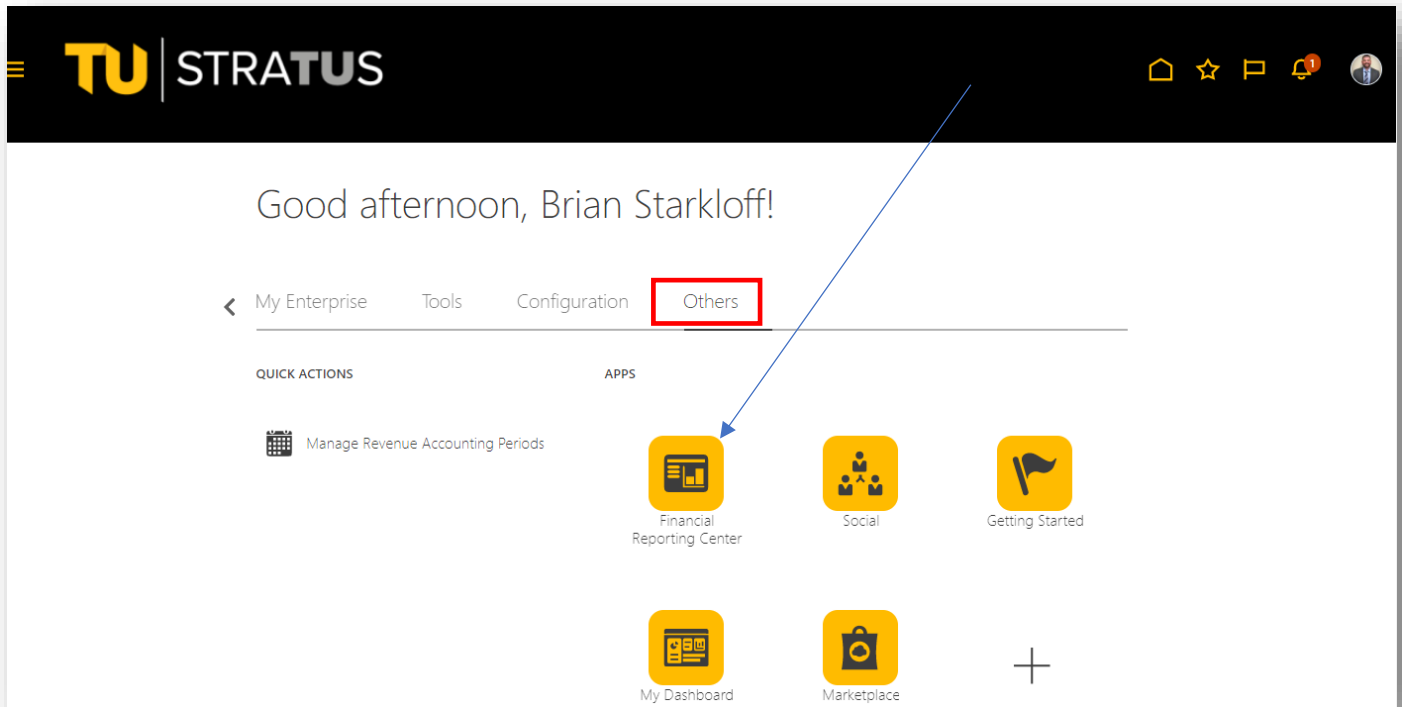 TU STRATUS
1
Good afternoon, Brian Starkloff!
My Enterprise Tools Configuration Others
QUICK ACTIONS
APPS
Manage Revenue Accounting Periods
Financial
Reporting Center
Social
Getting Started
My Dashboard
Marketplace